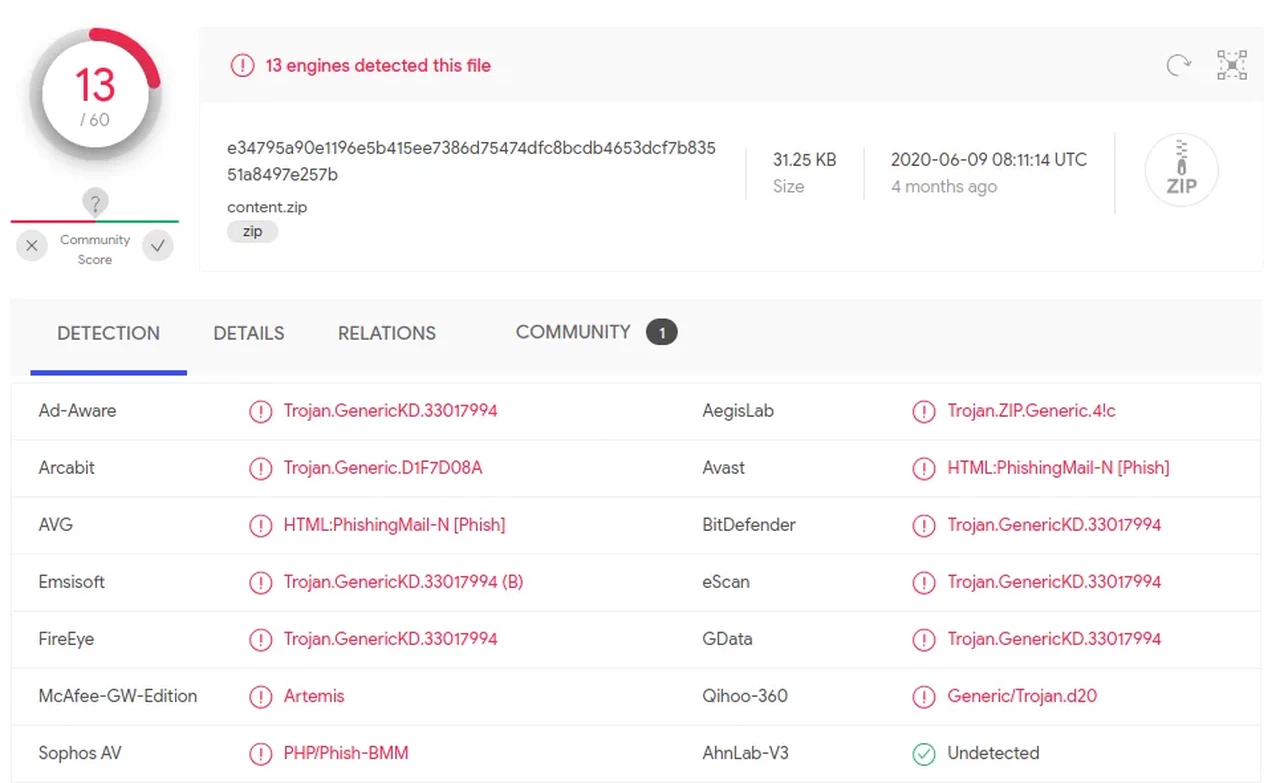 13
/ 60
?
Community
Score
13 engines detected this file
e34795a90e1196e5b415ee7386d75474dfc8bcdb4653dcf7b835
51a8497e257b
content.zip
zip
31.25 KB
Size
2020-06-09 08:11:14 UTC
4 months ago
ZIP
DETECTION DETAILS RELATIONS COMMUNITY 1
Ad-Aware Trojan.GenericKD.33017994 AegisLab Trojan.ZIP.Generic.4!c
Arcabit Trojan.Generic.D1F7D08A Avast HTML:PhishingMail-N [Phish]
AVG HTML:PhishingMail-N [Phish] BitDefender Trojan.GenericKD.33017994
Emsisoft Trojan.GenericKD.33017994 (B) eScan Trojan.GenericKD.33017994
FireEye Trojan.GenericKD.33017994 GData Trojan.GenericKD.33017994
McAfee-GW-Edition Artemis Qihoo-360 Generic/Trojan.d20
Sophos AV PHP/Phish-BMM AhnLab-V3 Undetected